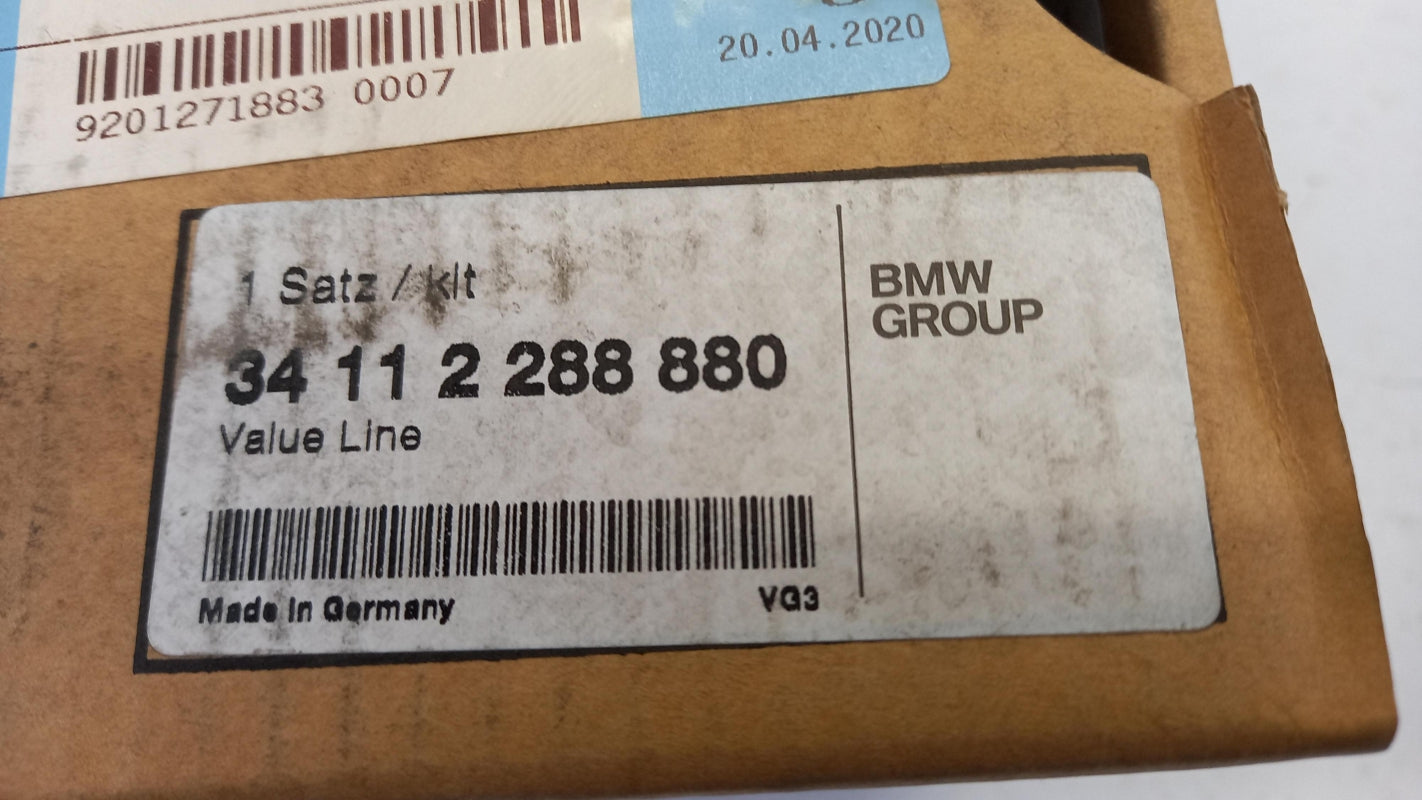 9201271883 0007
20.04.2020
1 Satz / kit
34 11 2 288 880
Value Line
Made in Germany
VG3
BMW
GROUP